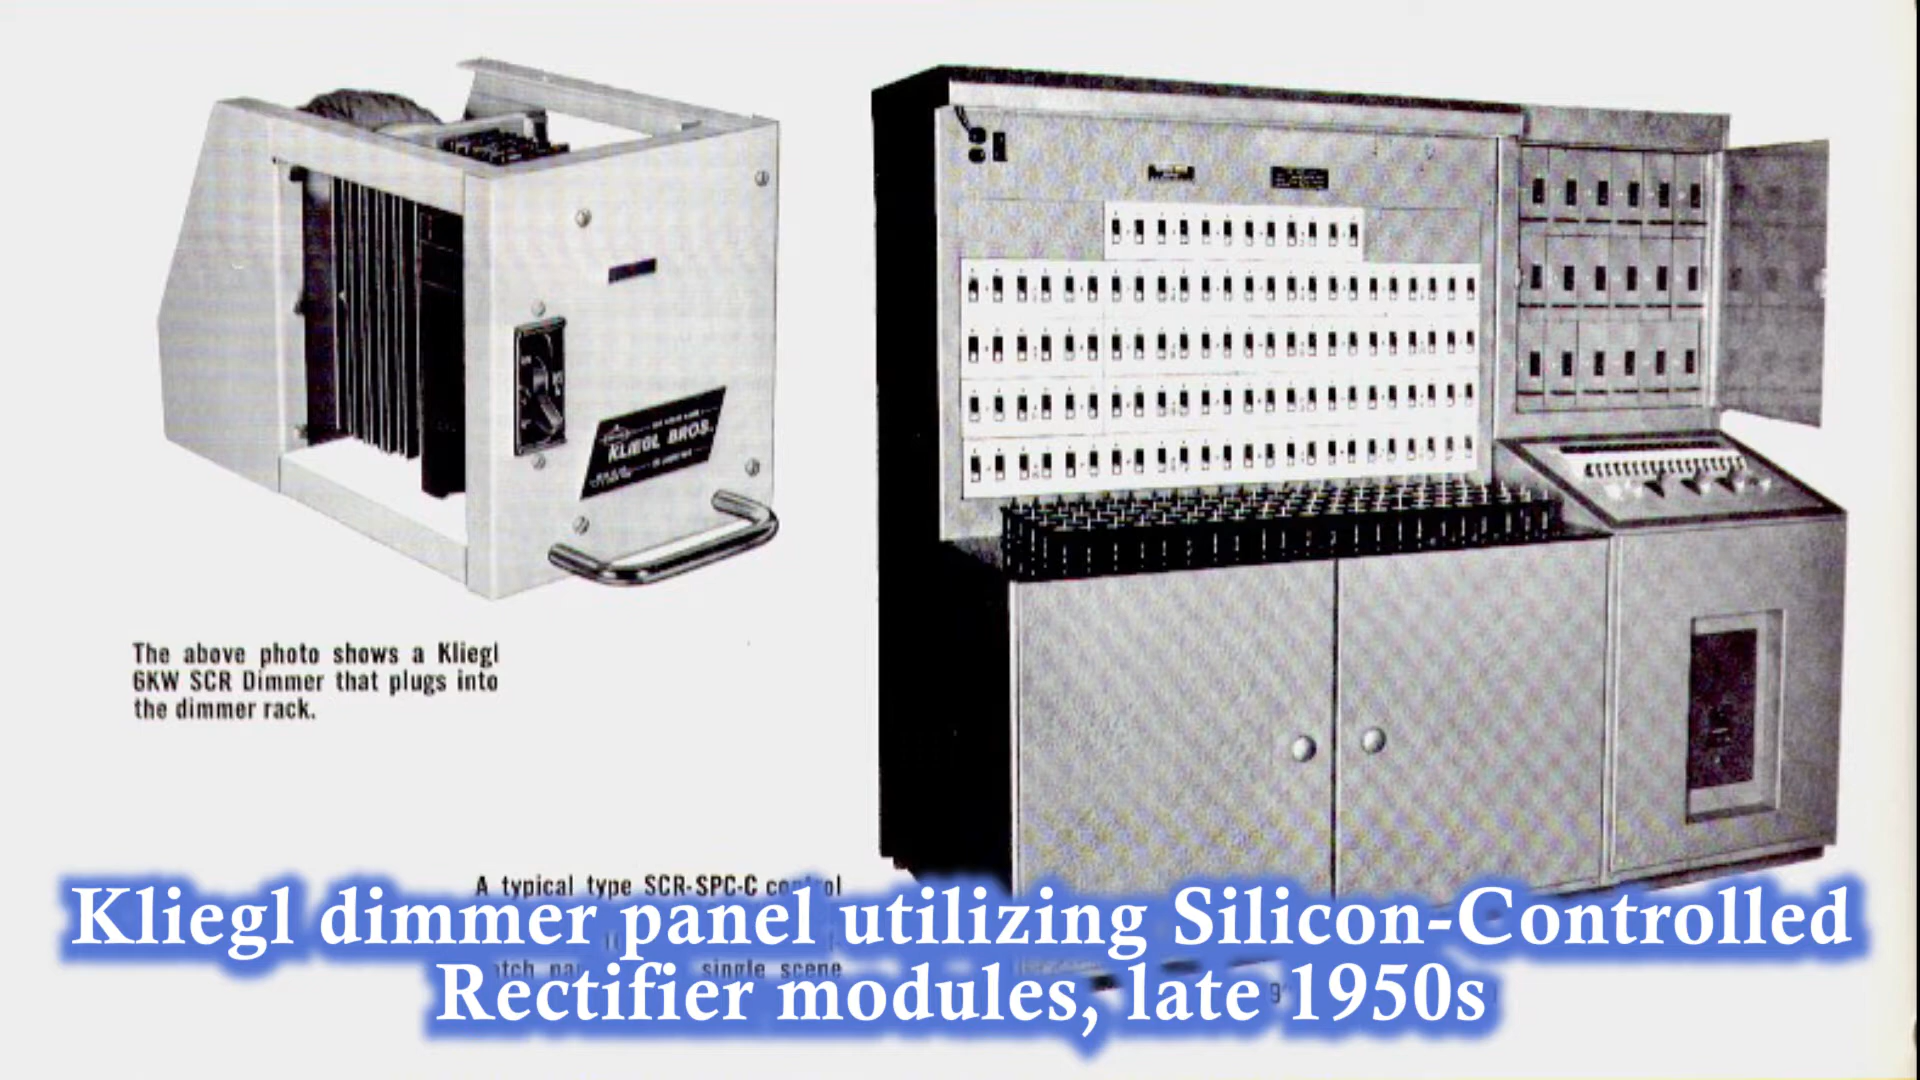 KLIEGL BROS.
The above photo shows a Kliegl
6KW SCR Dimmer that plugs into
the dimmer rack.
A typical type SCR-SPC-C
single scene
Kliegl dimmer panel utilizing Silicon-Controlled
Rectifier modules, late 1950s